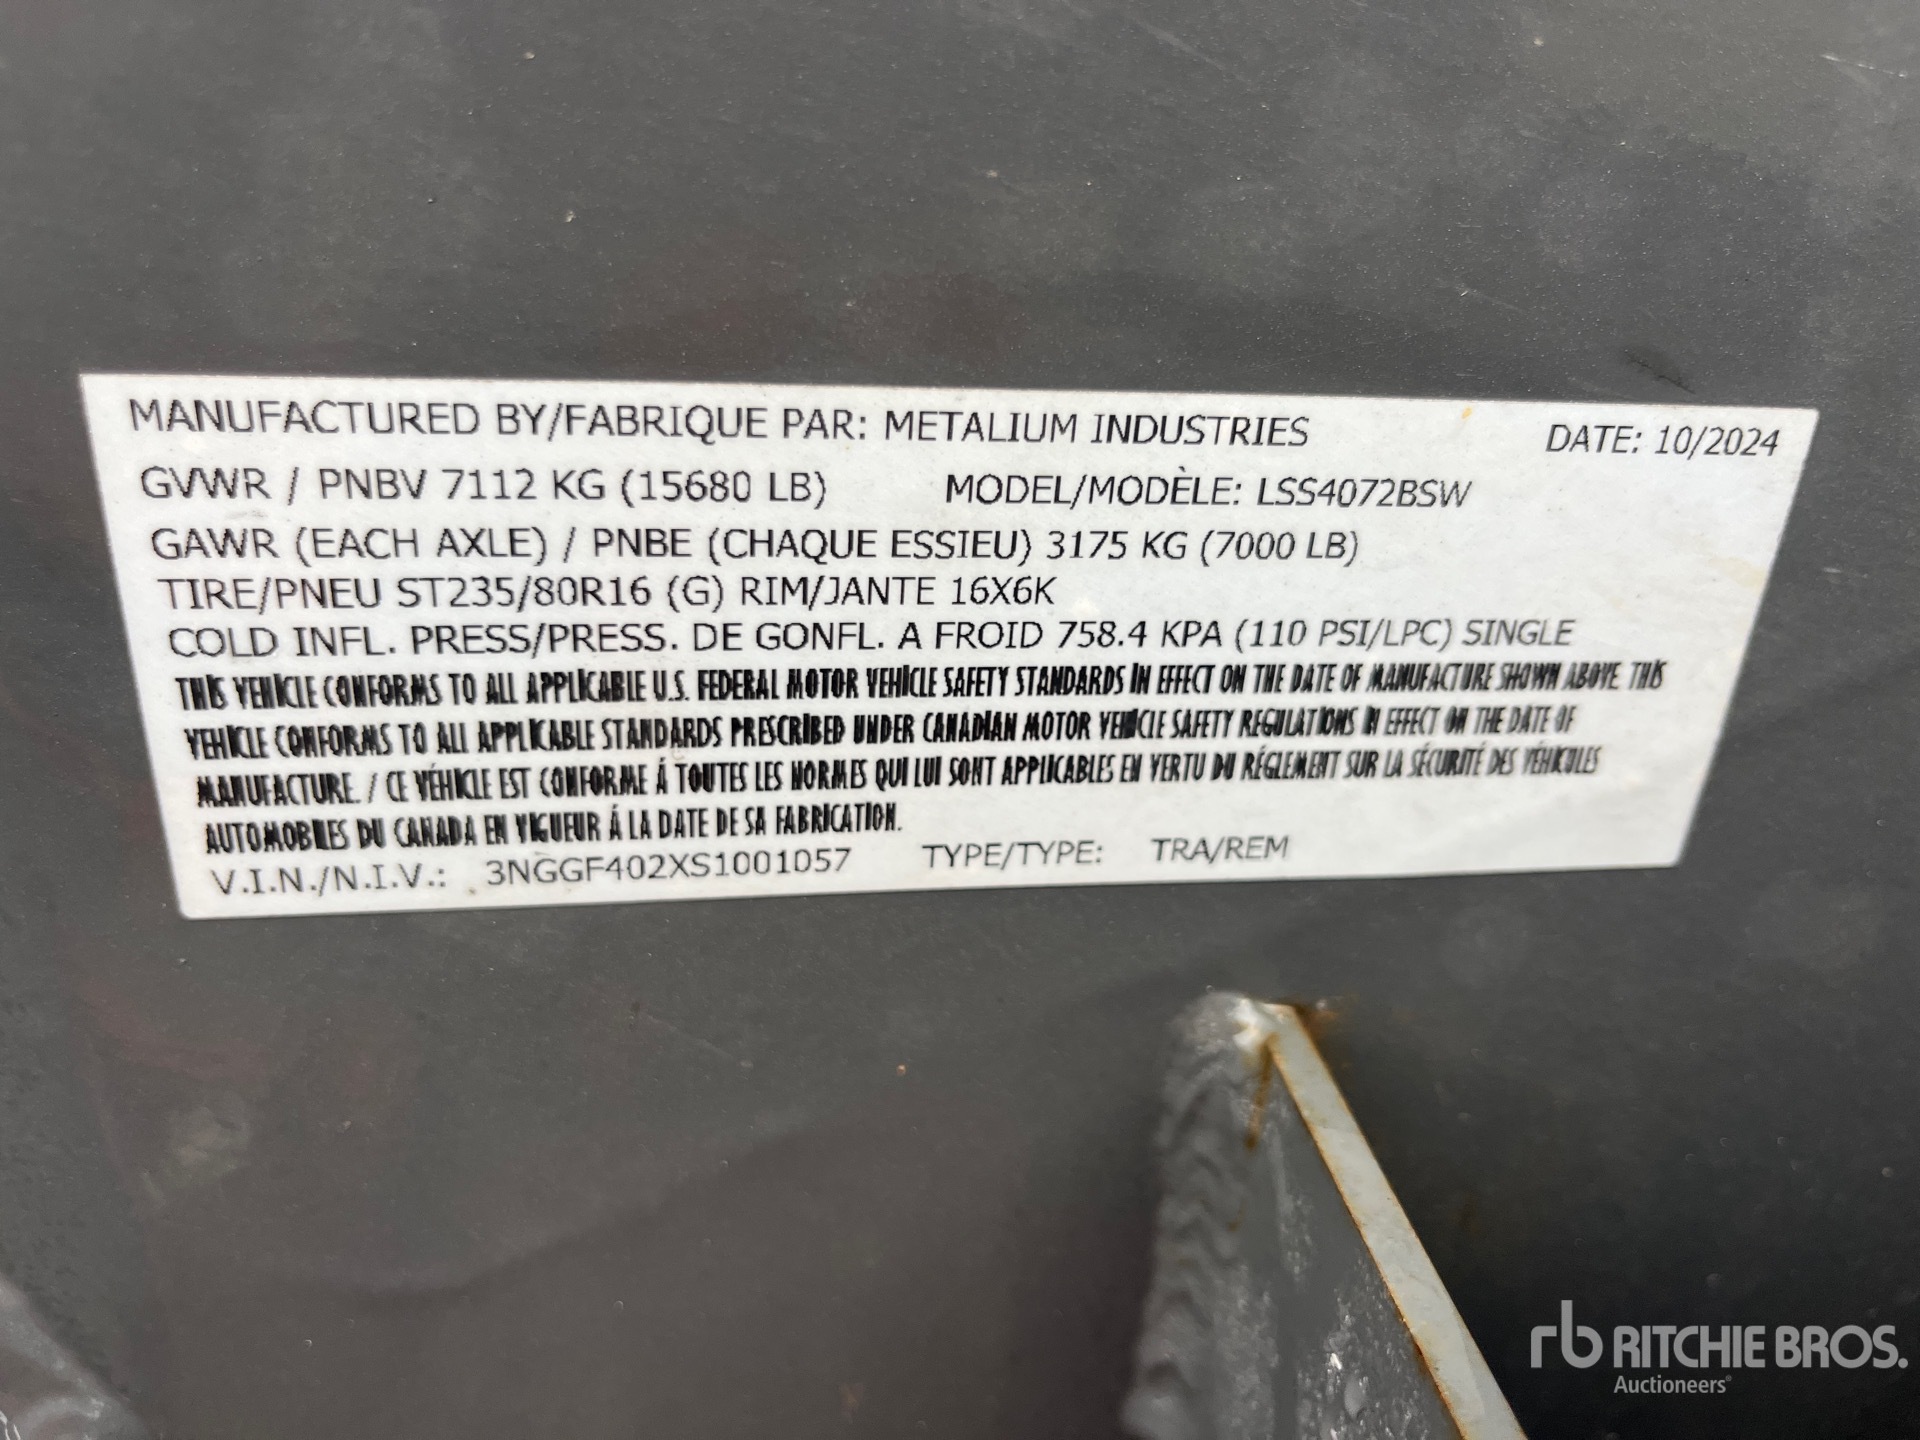 MANUFACTURED BY/FABRIQUE PAR: METALIUM INDUSTRIES DATE: 10/2024
GVWR / PNBV 7112 KG (15680 LB) MODEL/MODÈLE: LSS4072BSW
GAWR (EACH AXLE) / PNBE (CHAQUE ESSIEU) 3175 KG (7000 LB)
TIRE/PNEU ST235/80R16 (G) RIM/JANTE 16X6K
COLD INFL. PRESS/PRESS. DE GONFL. A FROID 758.4 KPA (110 PSI/LPC) SINGLE
THIS VEHICLE CONFORMS TO ALL APPLICABLE U.S. FEDERAL MOTOR VEHICLE SAFETY STANDARDS IN EFFECT ON THE DATE OF MANUFACTURE SHOWN ABOVE. THIS
VEHICLE CONFORMS TO ALL APPLICABLE STANDARDS PRESCRIBED UNDER CANADIAN MOTOR VEHICLE SAFETY REGULATIONS IN EFFECT ON THE DATE OF
MANUFACTURE. / CE VÉHICLE EST CONFORME Á TOUTES LES NORMES QUI LUI SONT APPLICABLES EN VERTU DU RÉGLEMENT SUR LA SÉCURITÉ DES VÉHICULES
AUTOMOBILES DU CANADA EN VIGUEUR Á LA DATE DE SA FABRICATION.
V.I.N./N.I.V.: 3NGGF402XS1001057 TYPE/TYPE: TRA/REM
rb RITCHIE BROS.
Auctioneers®